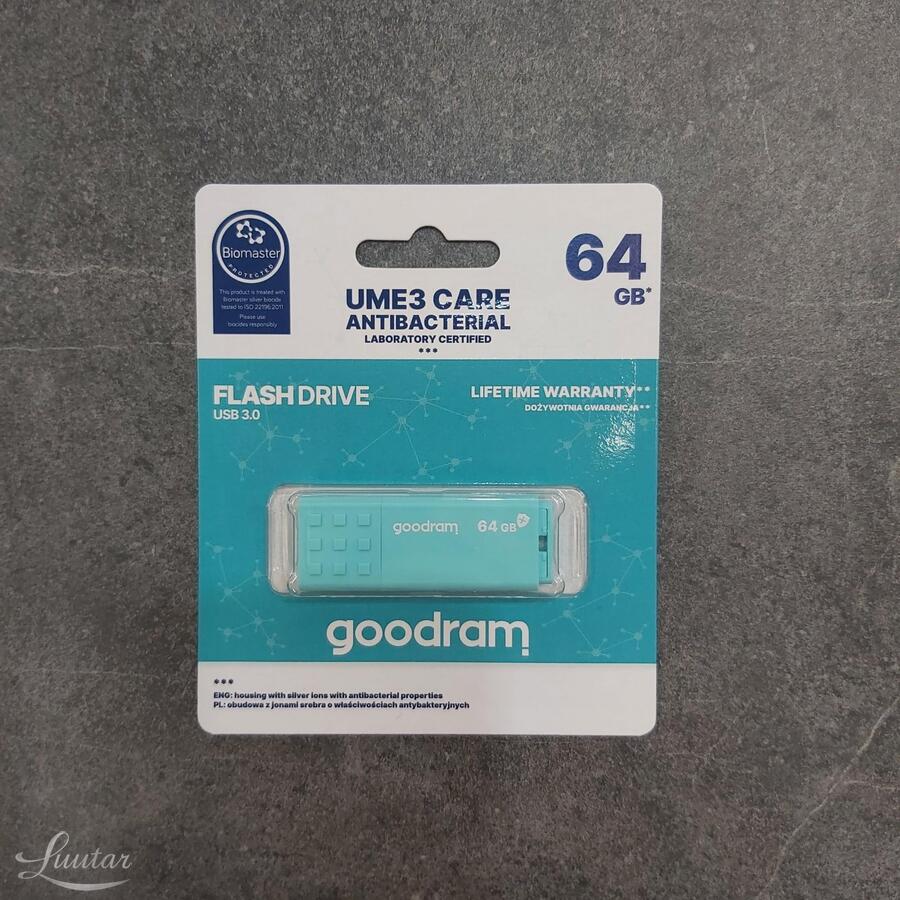 Biomaster
PROTECTED
This product is treated with
Biomaster silver biocide
tested to ISO 22196:2011
Please use
biocides responsibly
64
GB*
UME3 CARE
ANTIBACTERIAL
LABORATORY CERTIFIED
***
FLASH DRIVE
USB 3.0
LIFETIME WARRANTY**
DOŻYWOTNIA GWARANCJA**
goodram 64 GB
goodram
***
ENG: housing with silver ions with antibacterial properties
PL: obudowa z jonami srebra o właściwościach antybakteryjnych
Luutar